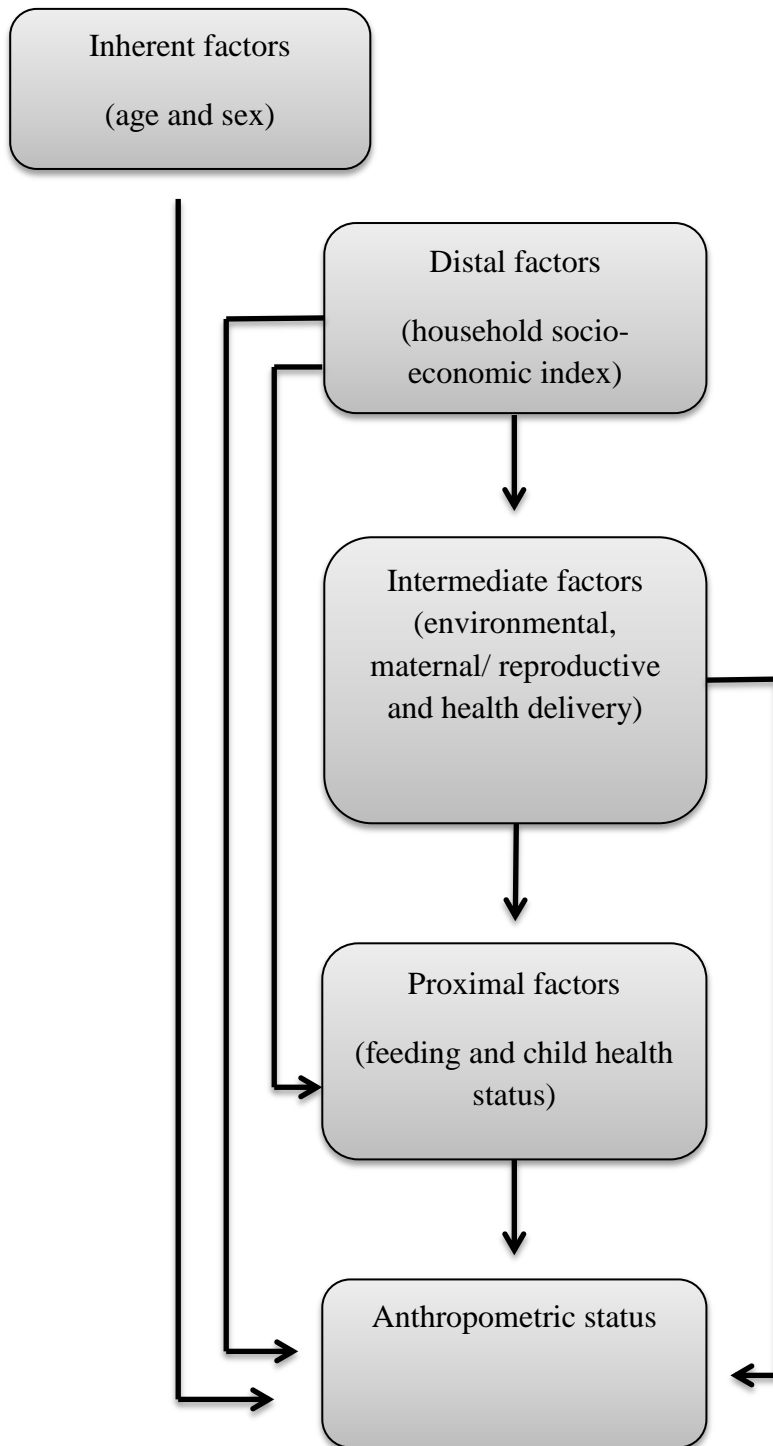 Inherent factors
(age and sex)
Distal factors
(household socio-
economic index)
Intermediate factors
(environmental,
maternal/ reproductive
and health delivery)
Proximal factors
(feeding and child health
status)
Anthropometric status